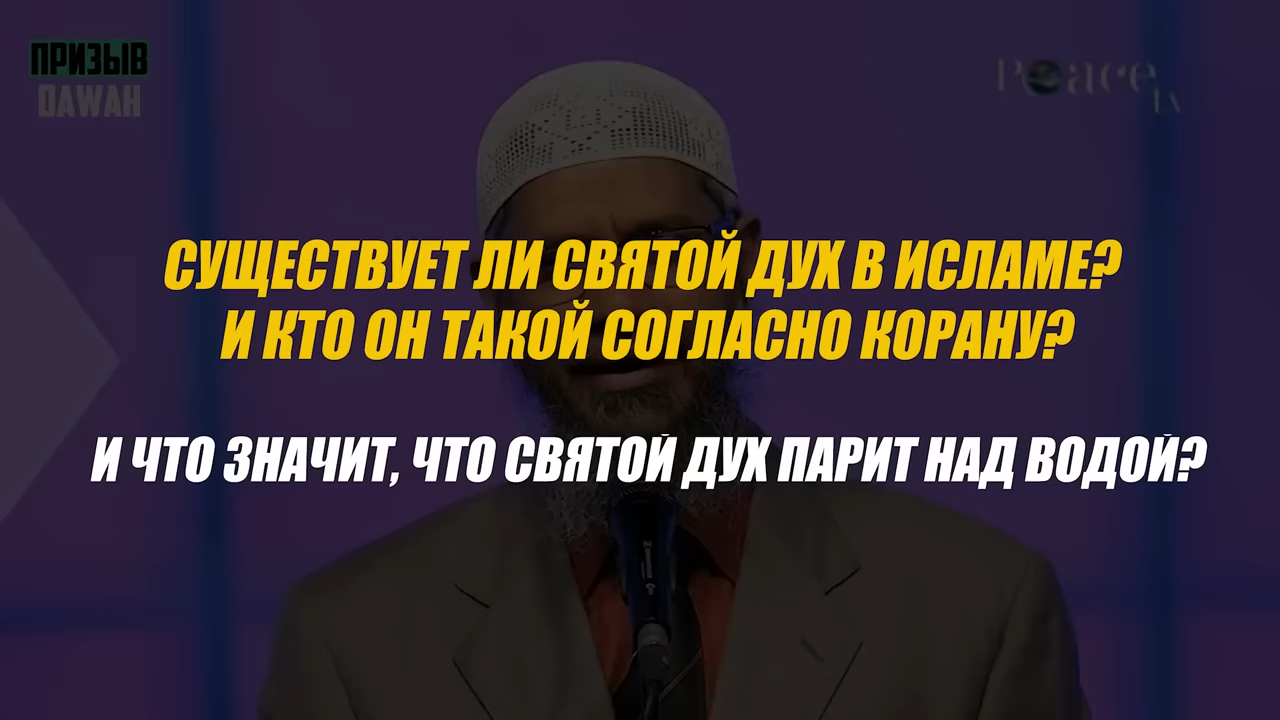 ПРИЗЫВ
DAWAH
Peace TV
СУЩЕСТВУЕТ ЛИ СВЯТОЙ ДУХ В ИСЛАМЕ?
И КТО ОН ТАКОЙ СОГЛАСНО КОРАНУ?
И ЧТО ЗНАЧИТ, ЧТО СВЯТОЙ ДУХ ПАРИТ НАД ВОДОЙ?